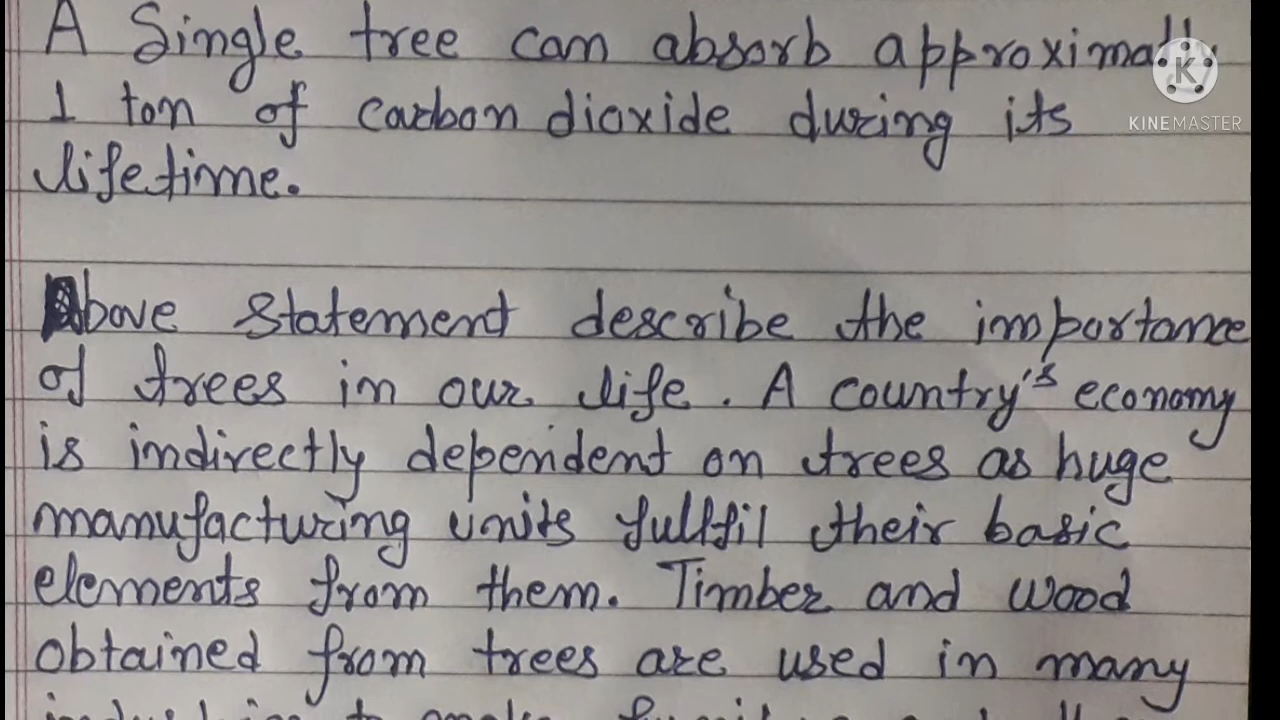 A Single tree can absorb approximately
1 ton of carbon dioxide during its
lifetime.
Above statement describe the importance
of trees in our life. A country's economy
is indirectly dependent on trees as huge
manufacturing units fullfil their basic
elements from them. Timber and wood
obtained from trees are used in many
K
KINEMASTER